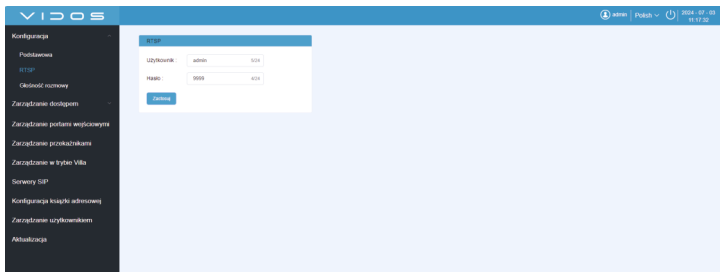 VIDOS
admin
Polish
2024 - 07 - 03
11:17:32
Konfiguracja
Podstawowa
RTSP
Głośność rozmowy
Zarządzanie dostępem
Zarządzanie portami wejściowymi
Zarządzanie przekaźnikami
Zarządzanie w trybie Villa
Serwery SIP
Konfiguracja książki adresowej
Zarządzanie użytkownikiem
Aktualizacja
RTSP
Użytkownik :
admin
5/24
Hasło :
9999
4/24
Zastosuj